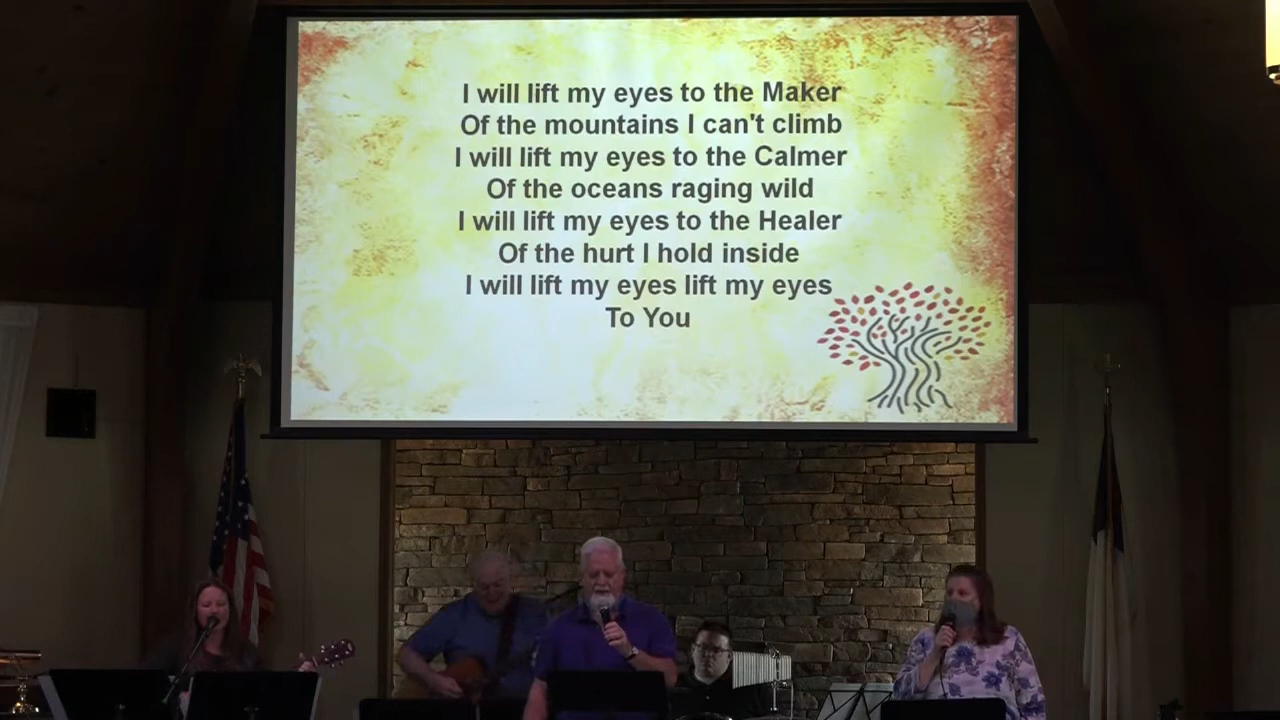 I will lift my eyes to the Maker
Of the mountains I can't climb
I will lift my eyes to the Calmer
Of the oceans raging wild
I will lift my eyes to the Healer
Of the hurt I hold inside
I will lift my eyes lift my eyes
To You